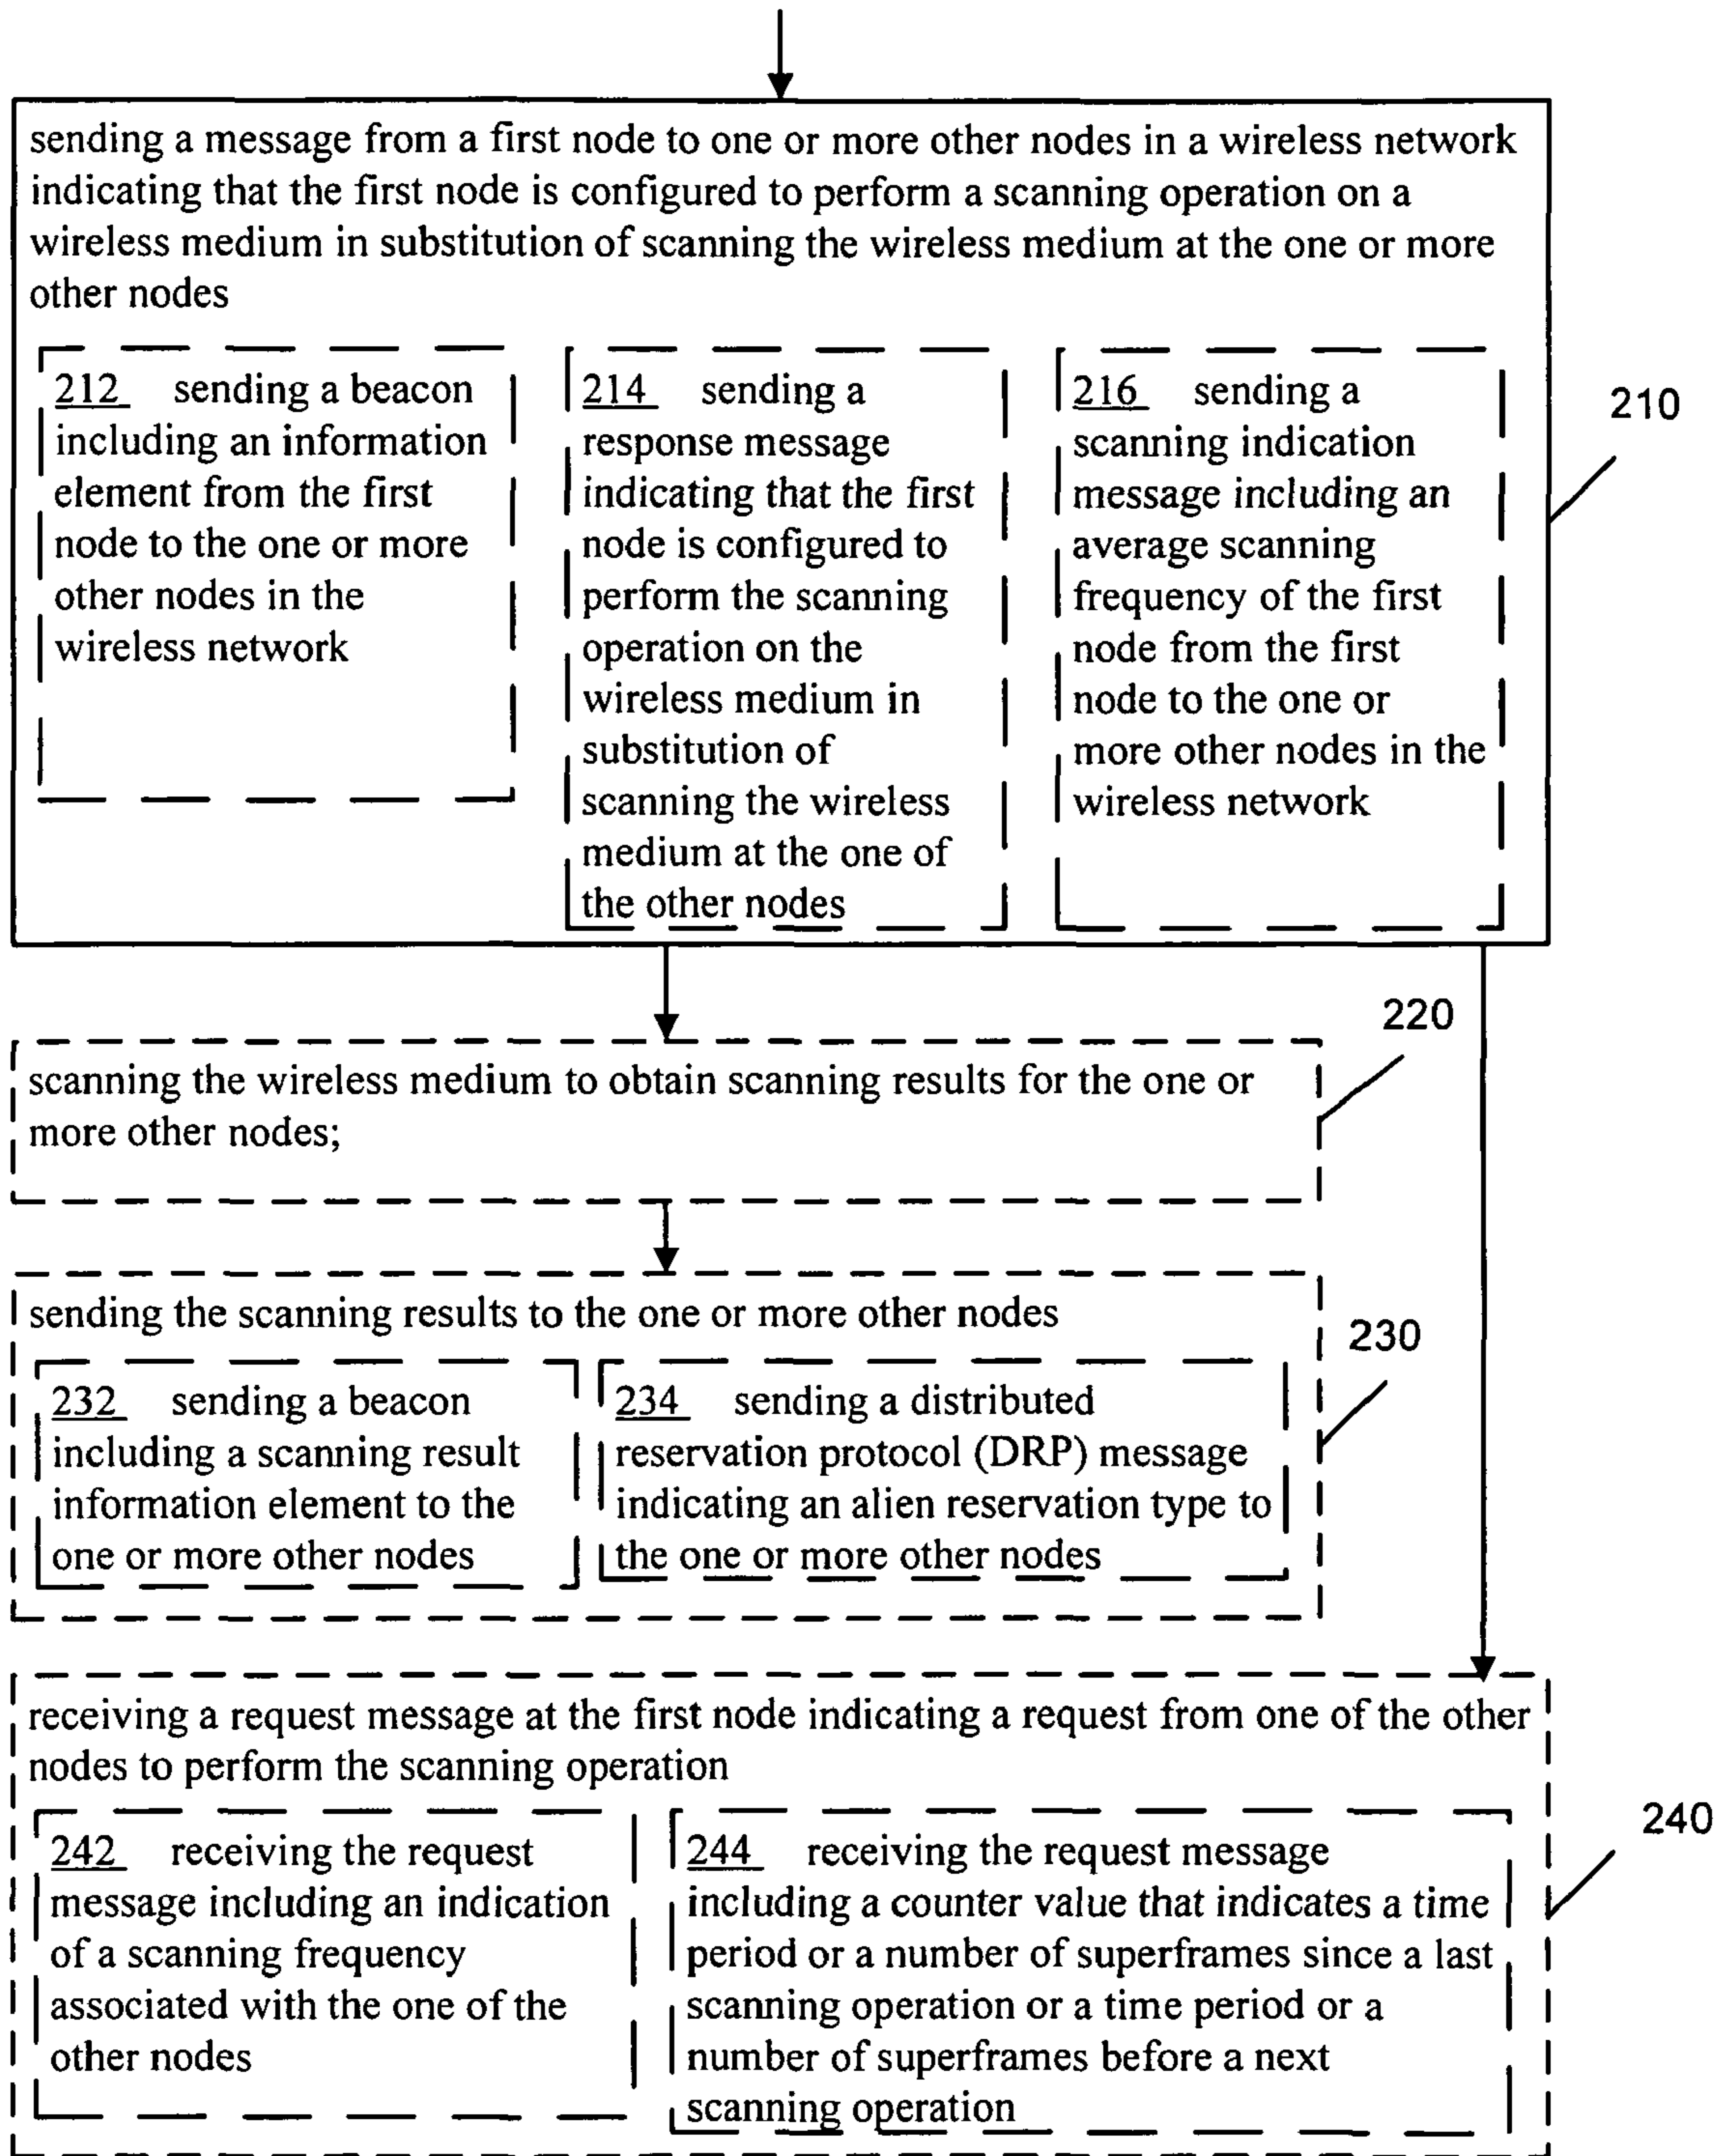 sending a message from a first node to one or more other nodes in a wireless network
indicating that the first node is configured to perform a scanning operation on a
wireless medium in substitution of scanning the wireless medium at the one or more
other nodes
212 sending a beacon
including an information
element from the first
node to the one or more
other nodes in the
wireless network
214 sending a
response message
indicating that the first
node is configured to
perform the scanning
operation on the
wireless medium in
substitution of
scanning the wireless
medium at the one of
the other nodes
216 sending a
scanning indication
message including an
average scanning
frequency of the first
node from the first
node to the one or
more other nodes in the
wireless network
210
220
scanning the wireless medium to obtain scanning results for the one or
more other nodes;
sending the scanning results to the one or more other nodes
230
232 sending a beacon
including a scanning result
information element to the
one or more other nodes
234 sending a distributed
reservation protocol (DRP) message
indicating an alien reservation type to
the one or more other nodes
receiving a request message at the first node indicating a request from one of the other
nodes to perform the scanning operation
240
242 receiving the request
message including an indication
of a scanning frequency
associated with the one of the
other nodes
244 receiving the request message
including a counter value that indicates a time
period or a number of superframes since a last
scanning operation or a time period or a
number of superframes before a next
scanning operation